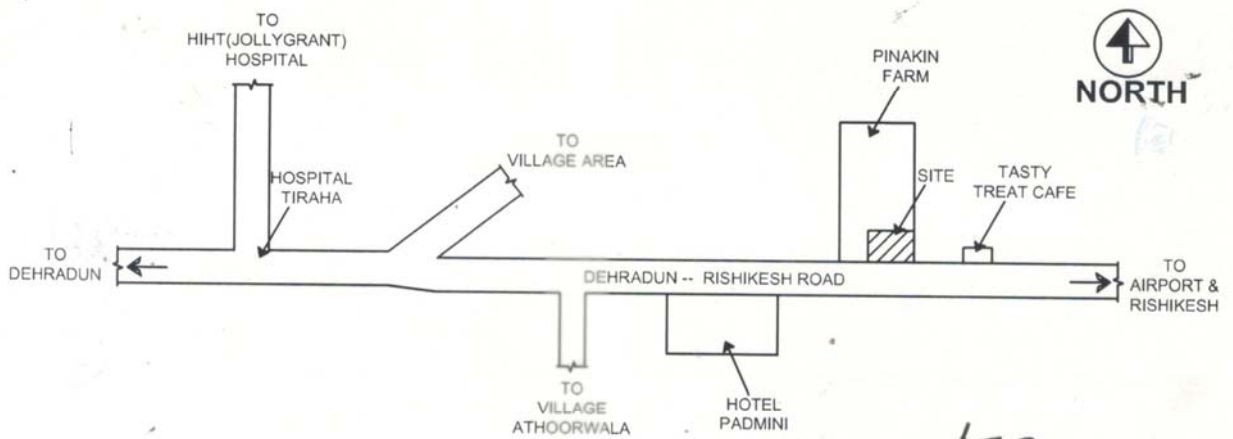 TO
HIHT(JOLLYGRANT)
HOSPITAL
PINAKIN
FARM
NORTH
TO
VILLAGE AREA
HOSPITAL
TIRAHA
SITE
TASTY
TREAT CAFE
TO
DEHRADUN
DEHRADUN -- RISHIKESH ROAD
TO
AIRPORT &
RISHIKESH
TO
VILLAGE
ATHOORWALA
HOTEL
PADMINI